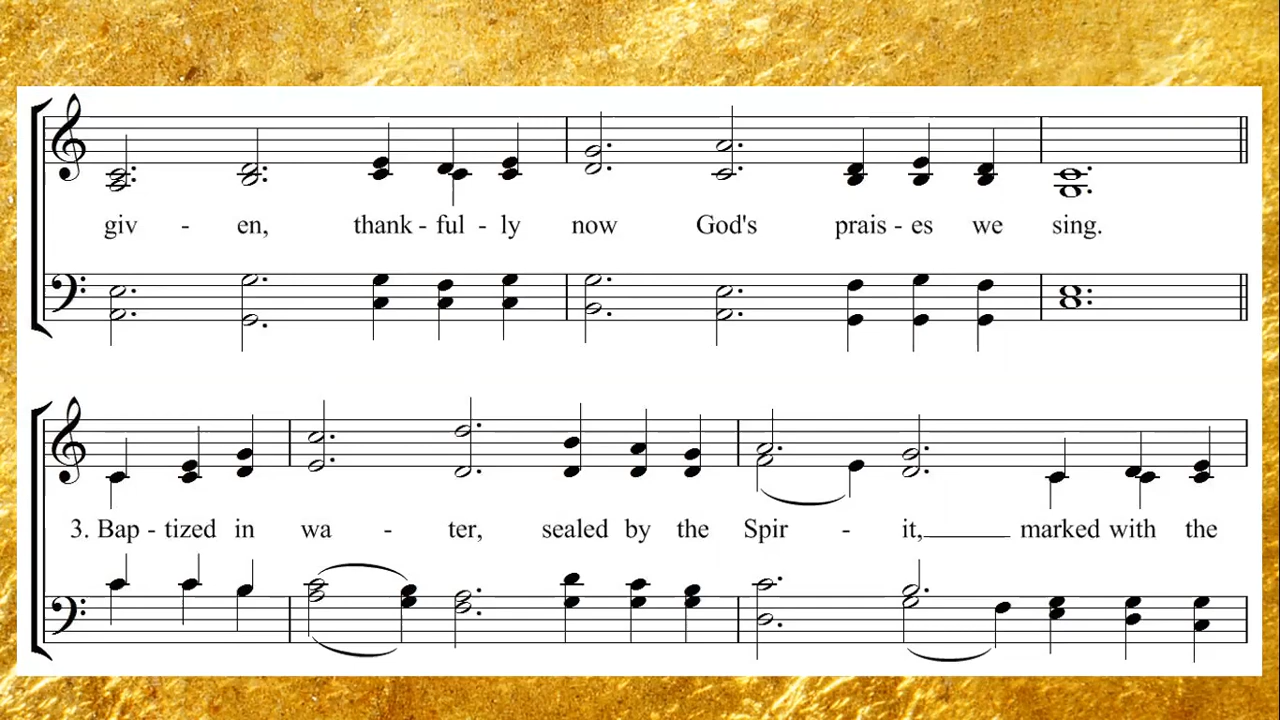 giv - en, thank - ful - ly now God's prais - es we sing.
3. Bap - tized in wa - ter, sealed by the Spir - it,____ marked with the